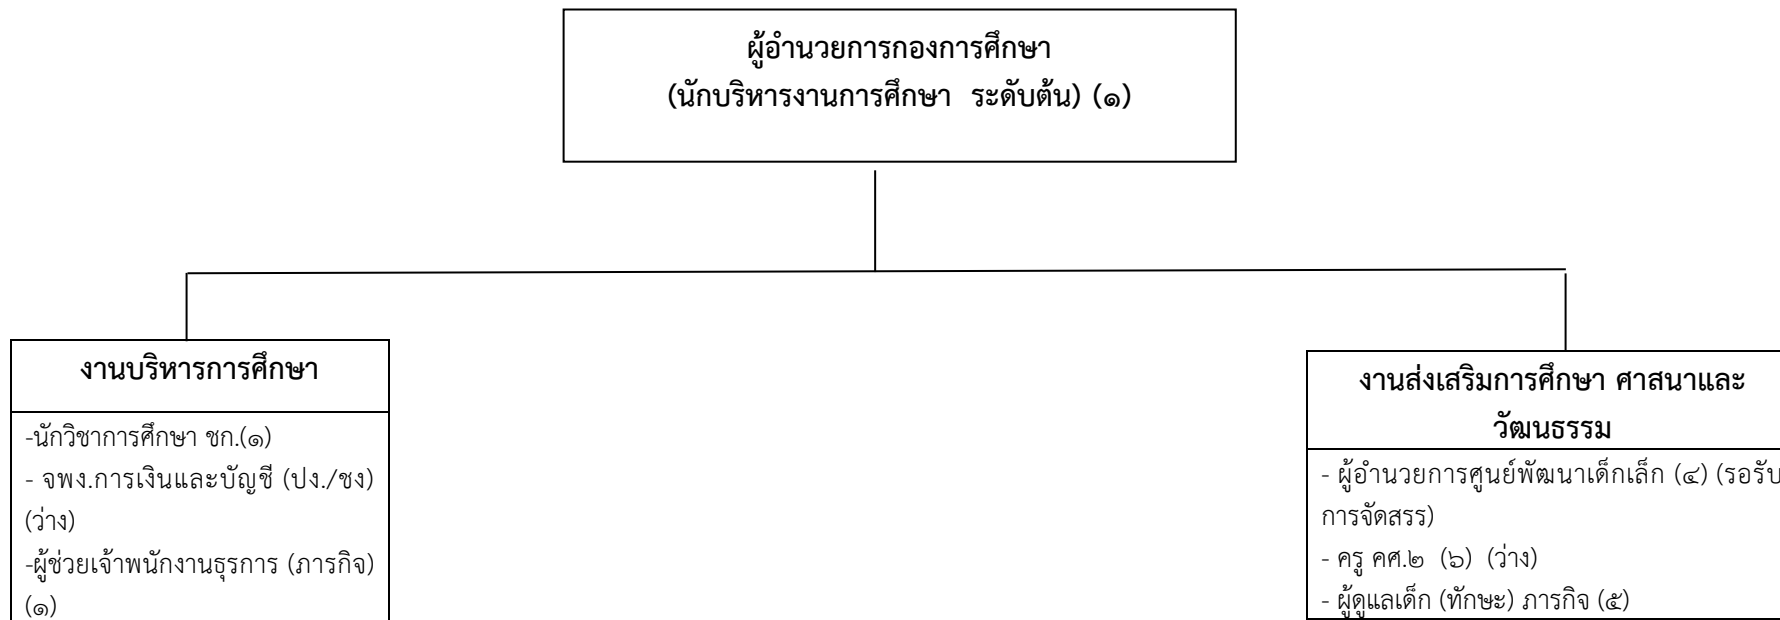 ผู้อำนวยการกองการศึกษา
(นักบริหารงานการศึกษา ระดับต้น) (๑)
งานบริหารการศึกษา
-นักวิชาการศึกษา ชก.(๑)
- จพง.การเงินและบัญชี (ปง./ชง)
(ว่าง)
-ผู้ช่วยเจ้าพนักงานธุรการ (ภารกิจ)
(๑)
งานส่งเสริมการศึกษา ศาสนาและ
วัฒนธรรม
- ผู้อำนวยการศูนย์พัฒนาเด็กเล็ก (๔) (รอรับ
การจัดสรร)
- ครู คศ.๒ (๖) (ว่าง)
- ผู้ดูแลเด็ก (ทักษะ) ภารกิจ (๕)